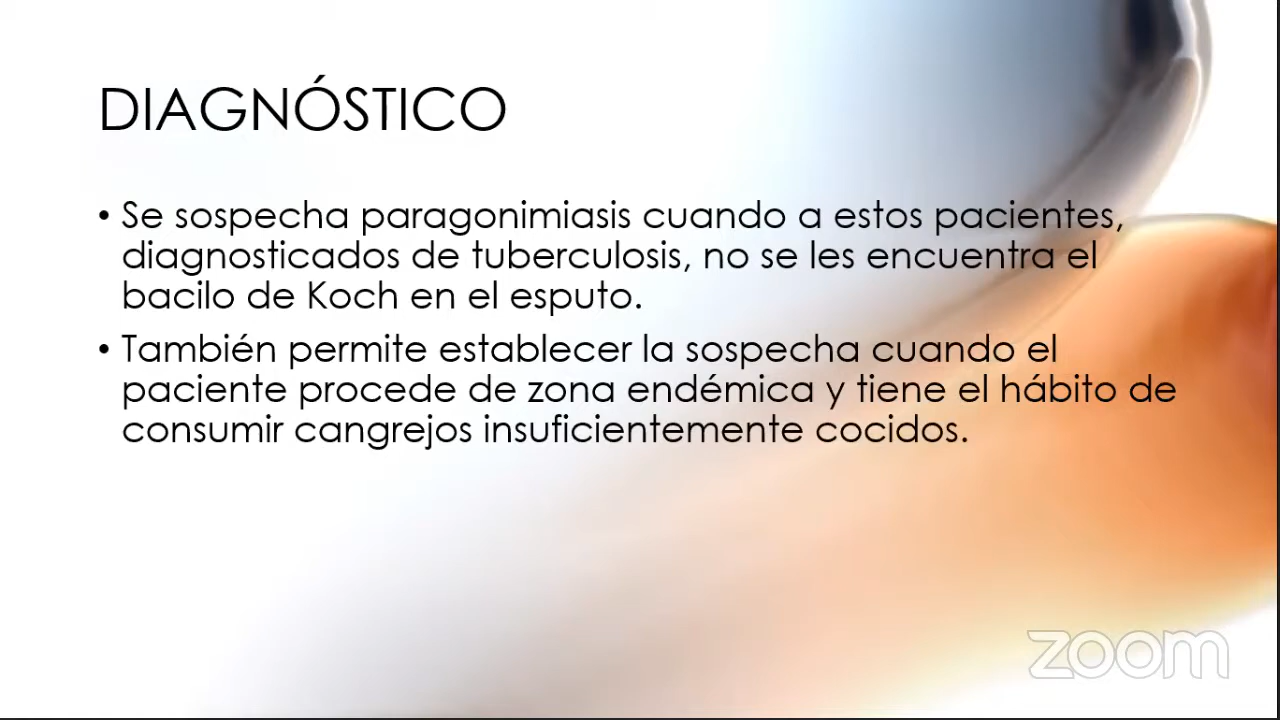 DIAGNÓSTICO
• Se sospecha paragonimiasis cuando a estos pacientes,
diagnosticados de tuberculosis, no se les encuentra el
bacilo de Koch en el esputo.
• También permite establecer la sospecha cuando el
paciente procede de zona endémica y tiene el hábito de
consumir cangrejos insuficientemente cocidos.
zoom